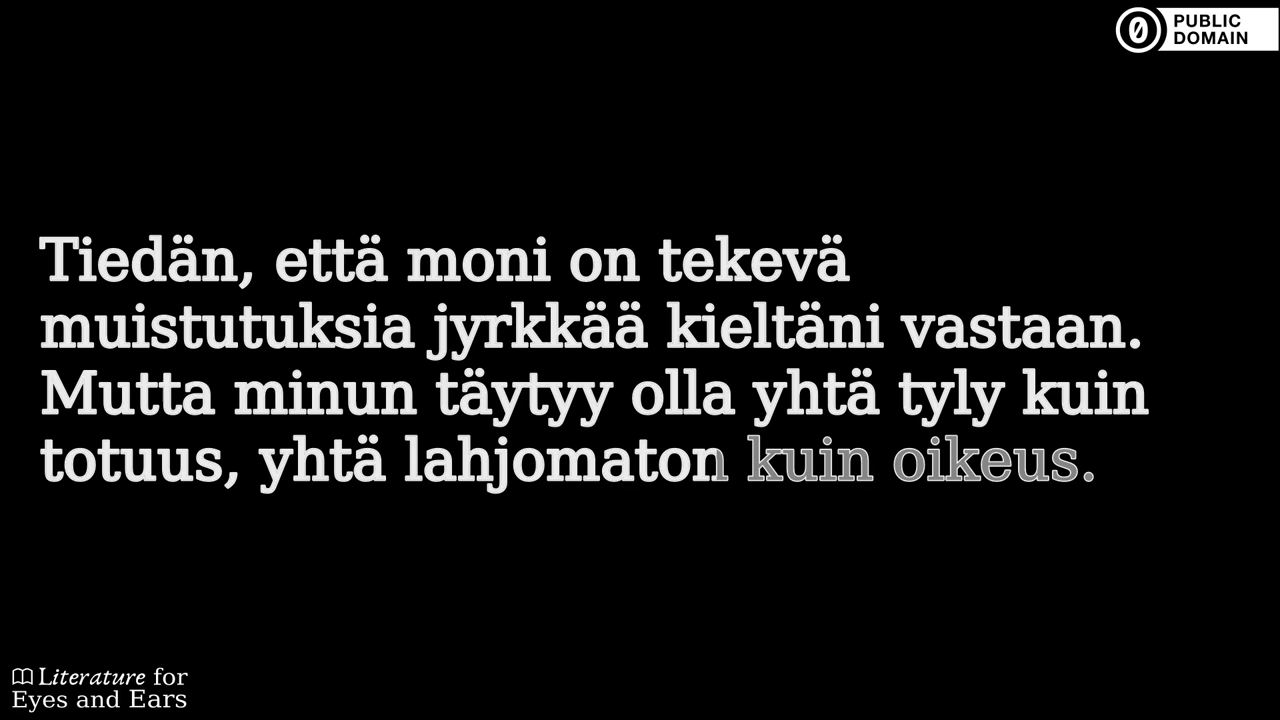 PUBLIC
DOMAIN
Tiedän, että moni on tekevä
muistutuksia jyrkkää kieltäni vastaan.
Mutta minun täytyy olla yhtä tyly kuin
totuus, yhtä lahjomaton kuin oikeus.
Literature for
Eyes and Ears